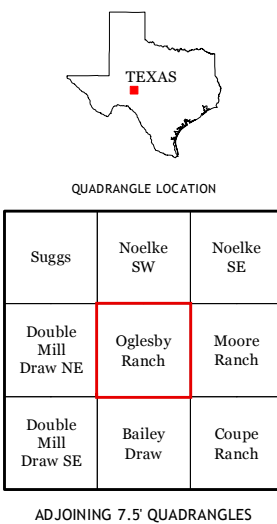 TEXAS
QUADRANGLE LOCATION
Suggs
Noelke
SW
Noelke
SE
Double
Mill
Draw NE
Oglesby
Ranch
Moore
Ranch
Double
Mill
Draw SE
Bailey
Draw
Coupe
Ranch
ADJOINING 7.5' QUADRANGLES